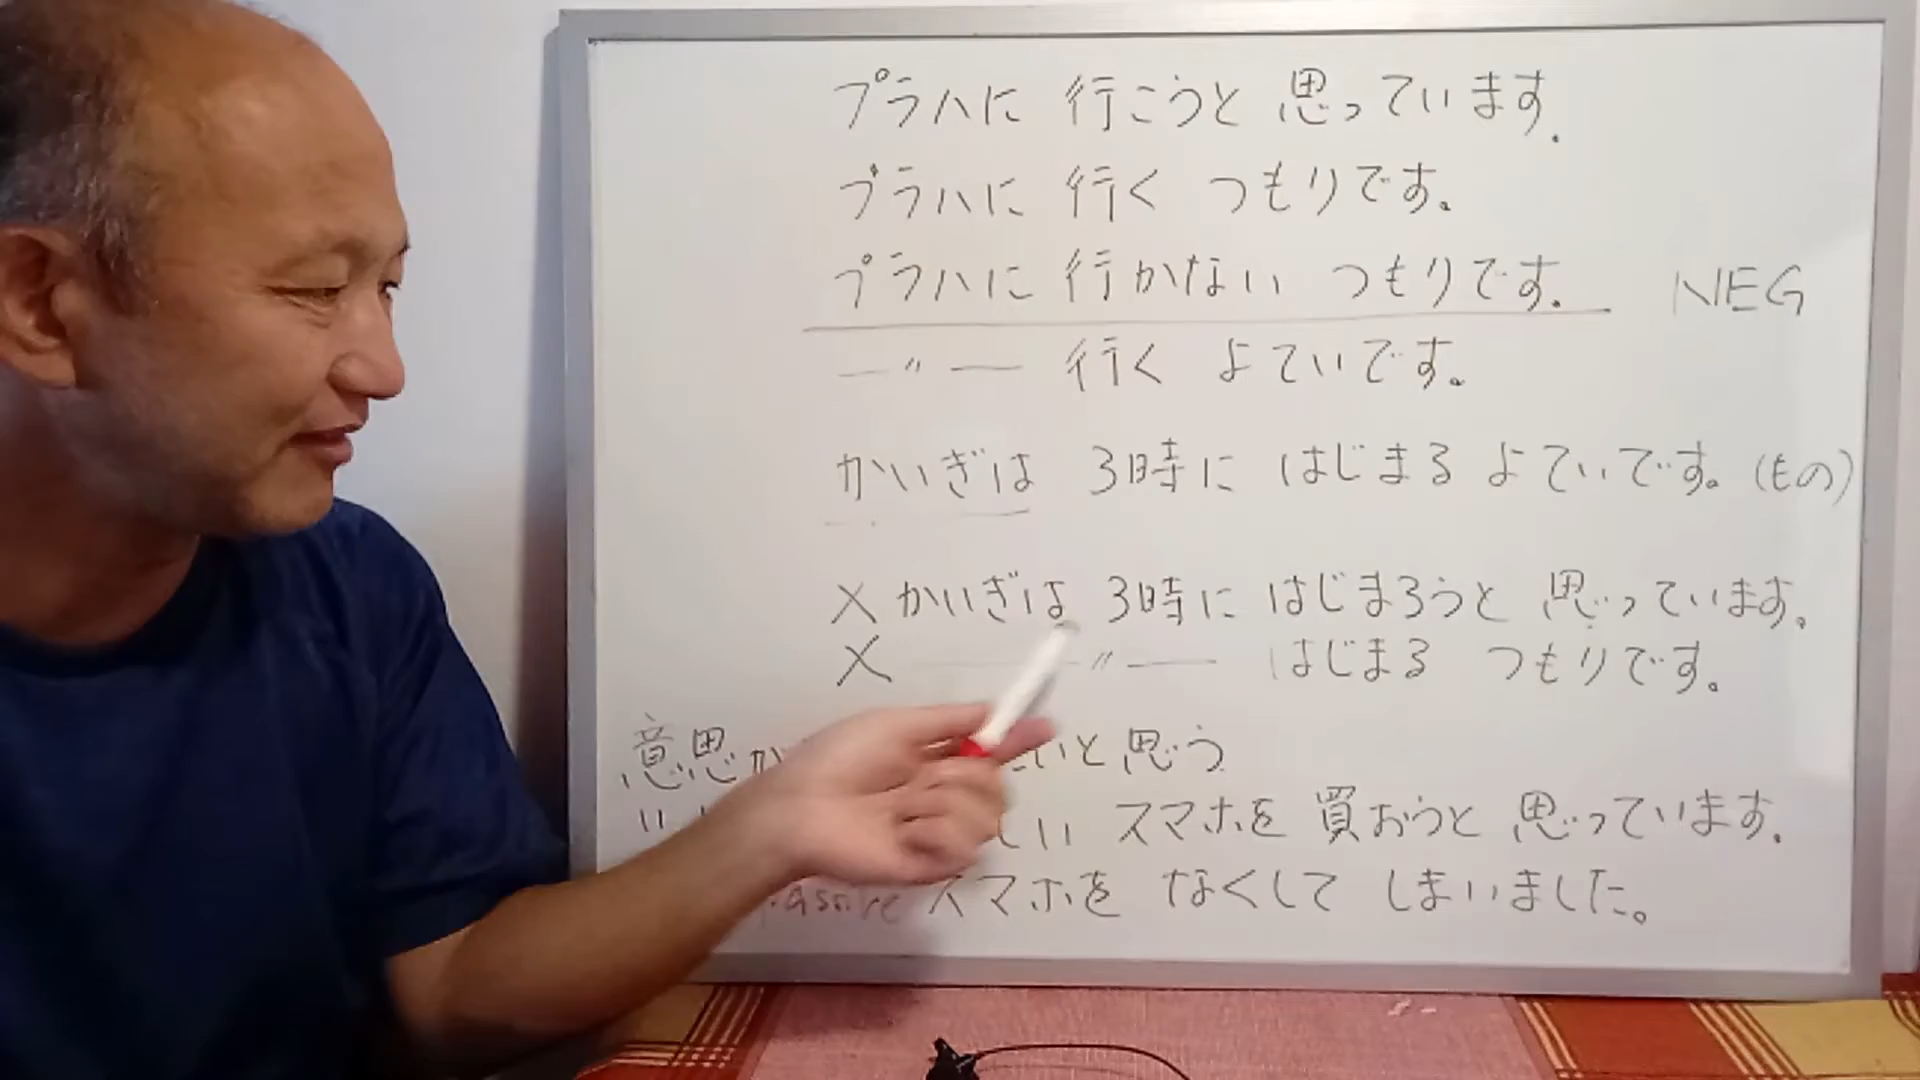 プラハに 行こうと 思っています.
プラハに 行く つもりです。
プラハに 行かない つもりです. NEG
—〃— 行く よていです。
かいぎは 3時に はじまる よていです。(もの)
× かいぎは 3時に はじまろうと 思っています。
× —〃— はじまる つもりです。
意思が いと思う
しい スマホを 買おうと 思っています.
スマホを なくして しまいました。